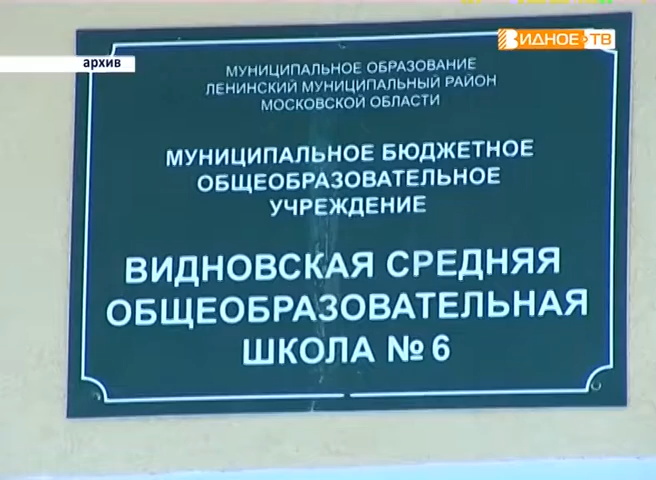 ВИДНОЕ ТВ
архив
МУНИЦИПАЛЬНОЕ ОБРАЗОВАНИЕ
ЛЕНИНСКИЙ МУНИЦИПАЛЬНЫЙ РАЙОН
МОСКОВСКОЙ ОБЛАСТИ
МУНИЦИПАЛЬНОЕ БЮДЖЕТНОЕ
ОБЩЕОБРАЗОВАТЕЛЬНОЕ
УЧРЕЖДЕНИЕ
ВИДНОВСКАЯ СРЕДНЯЯ
ОБЩЕОБРАЗОВАТЕЛЬНАЯ
ШКОЛА № 6